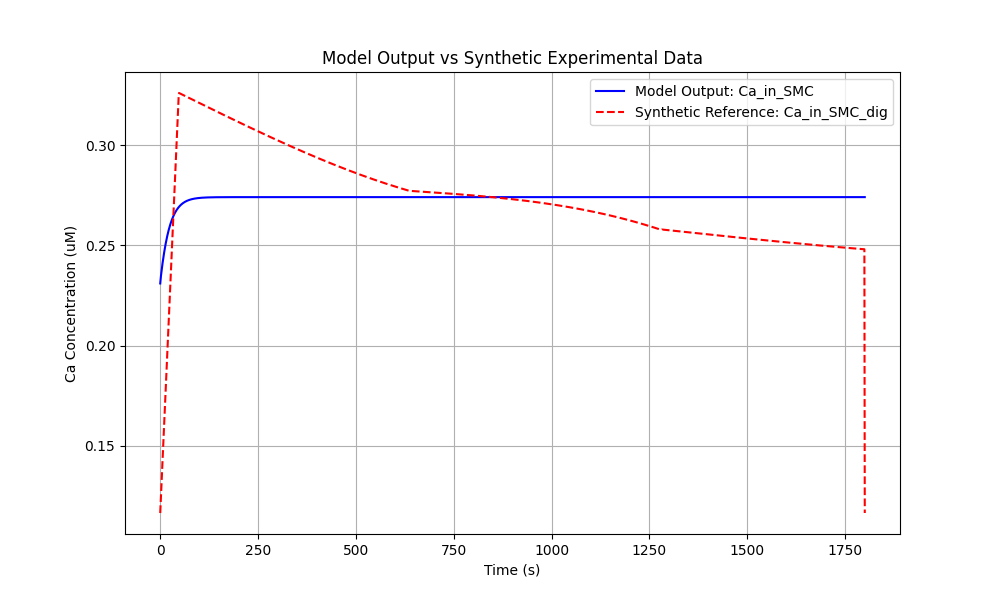 Model Output vs Synthetic Experimental Data
Model Output: Ca_in_SMC
Synthetic Reference: Ca_in_SMC_dig
Ca Concentration (uM)
0.30
0.25
0.20
0.15
0 250 500 750 1000 1250 1500 1750
Time (s)